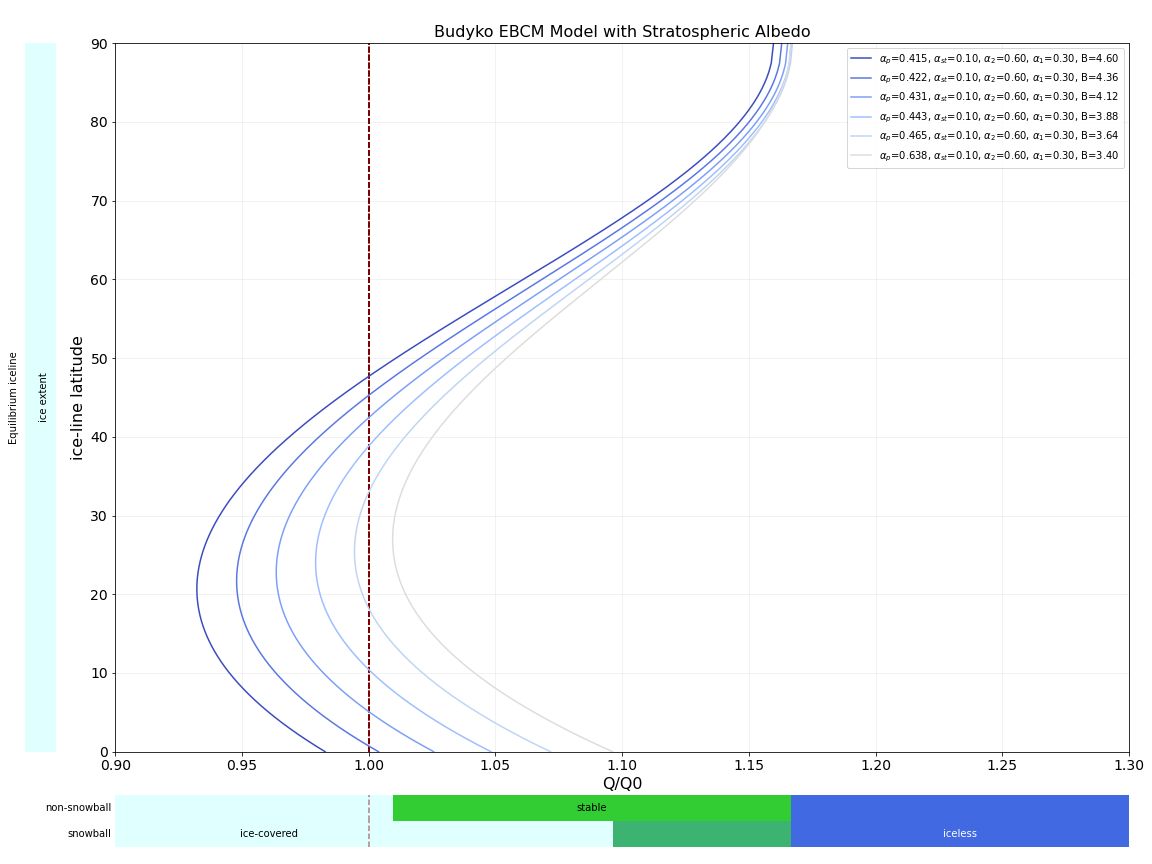 Budyko EBCM Model with Stratospheric Albedo
αp=0.415, αst=0.10, α2=0.60, α1=0.30, B=4.60
αp=0.422, αst=0.10, α2=0.60, α1=0.30, B=4.36
αp=0.431, αst=0.10, α2=0.60, α1=0.30, B=4.12
αp=0.443, αst=0.10, α2=0.60, α1=0.30, B=3.88
αp=0.465, αst=0.10, α2=0.60, α1=0.30, B=3.64
αp=0.638, αst=0.10, α2=0.60, α1=0.30, B=3.40
Equilibrium iceline
ice extent
ice-line latitude
90
80
70
60
50
40
30
20
10
0
0.90 0.95 1.00 1.05 1.10 1.15 1.20 1.25 1.30
Q/Q0
non-snowball stable
snowball ice-covered iceless